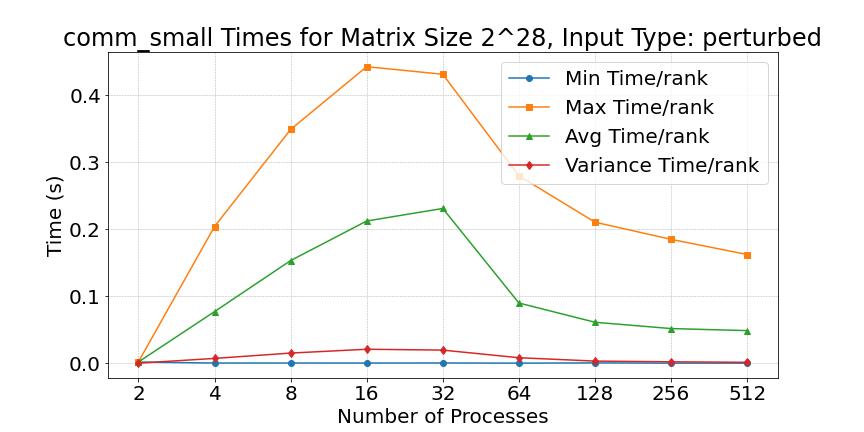 comm_small Times for Matrix Size 2^28, Input Type: perturbed
Min Time/rank
Max Time/rank
Avg Time/rank
Variance Time/rank
Time (s)
0.4
0.3
0.2
0.1
0.0
2 4 8 16 32 64 128 256 512
Number of Processes